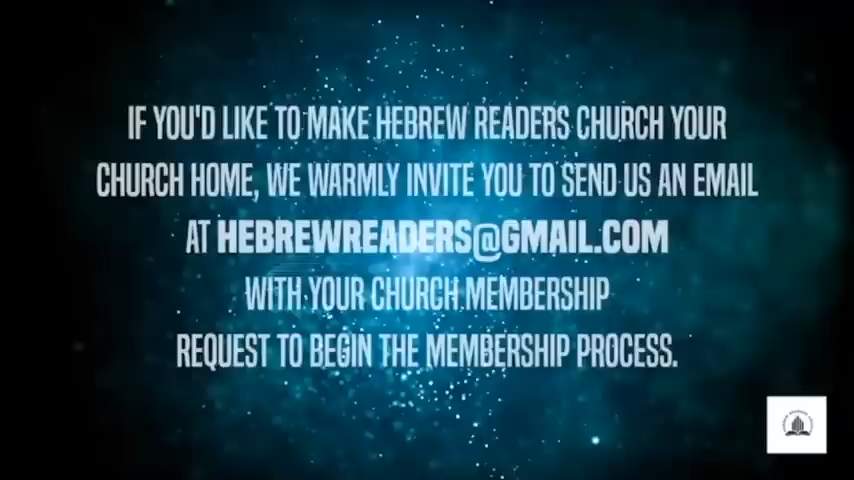 IF YOU'D LIKE TO MAKE HEBREW READERS CHURCH YOUR
CHURCH HOME, WE WARMLY INVITE YOU TO SEND US AN EMAIL
AT HEBREWREADERS@GMAIL.COM
WITH YOUR CHURCH MEMBERSHIP
REQUEST TO BEGIN THE MEMBERSHIP PROCESS.